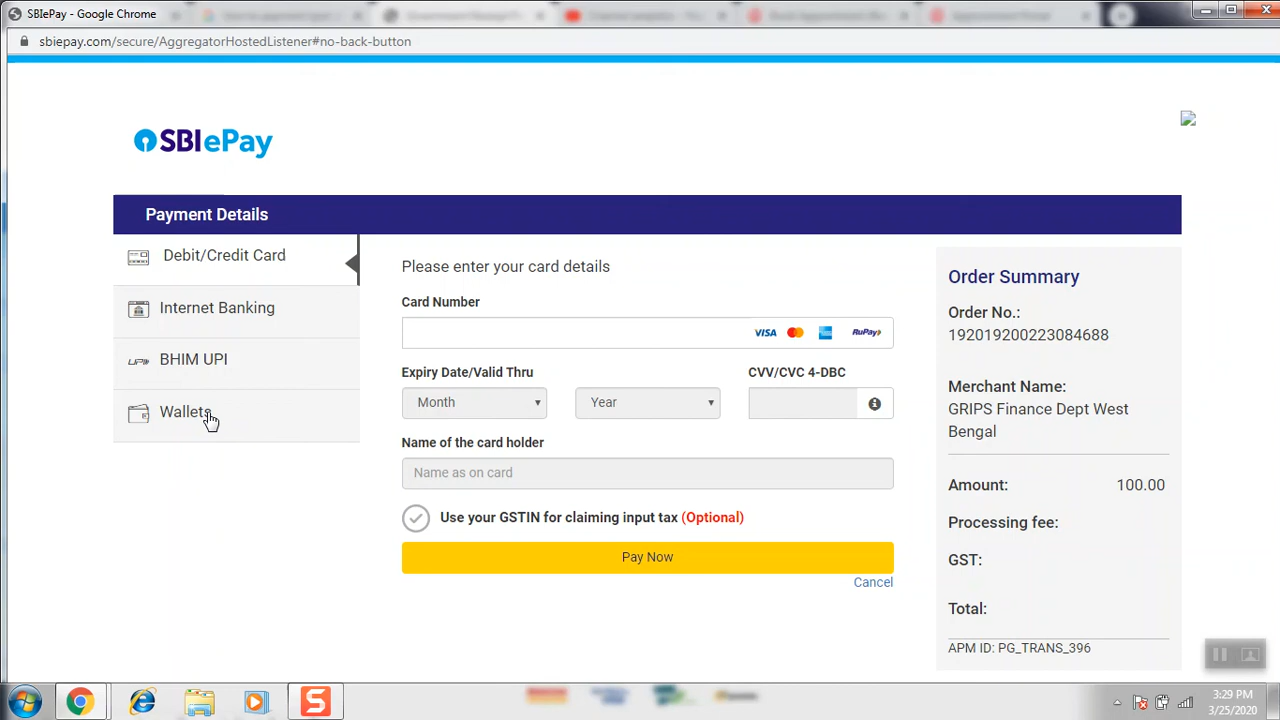 SBIePay - Google Chrome
sbiepay.com/secure/AggregatorHostedListener#no-back-button
SBIePay
Payment Details
Debit/Credit Card
Internet Banking
BHIM UPI
Wallets
Please enter your card details
Card Number
VISA
RuPay
Expiry Date/Valid Thru
CVV/CVC 4-DBC
Month
Year
Name of the card holder
Name as on card
Use your GSTIN for claiming input tax (Optional)
Pay Now
Cancel
Order Summary
Order No.:
192019200223084688
Merchant Name:
GRIPS Finance Dept West
Bengal
Amount: 100.00
Processing fee:
GST:
Total:
APM ID: PG_TRANS_396
3:29 PM
3/25/2020